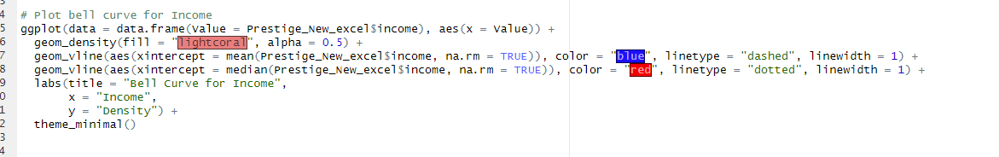 4 # Plot bell curve for Income
5 ggplot(data = data.frame(Value = Prestige_New_excel$income), aes(x = Value)) +
6   geom_density(fill = "lightcoral", alpha = 0.5) +
7   geom_vline(aes(xintercept = mean(Prestige_New_excel$income, na.rm = TRUE)), color = "blue", linetype = "dashed", linewidth = 1) +
8   geom_vline(aes(xintercept = median(Prestige_New_excel$income, na.rm = TRUE)), color = "red", linetype = "dotted", linewidth = 1) +
9   labs(title = "Bell Curve for Income",
0        x = "Income",
1        y = "Density") +
2   theme_minimal()
3
4